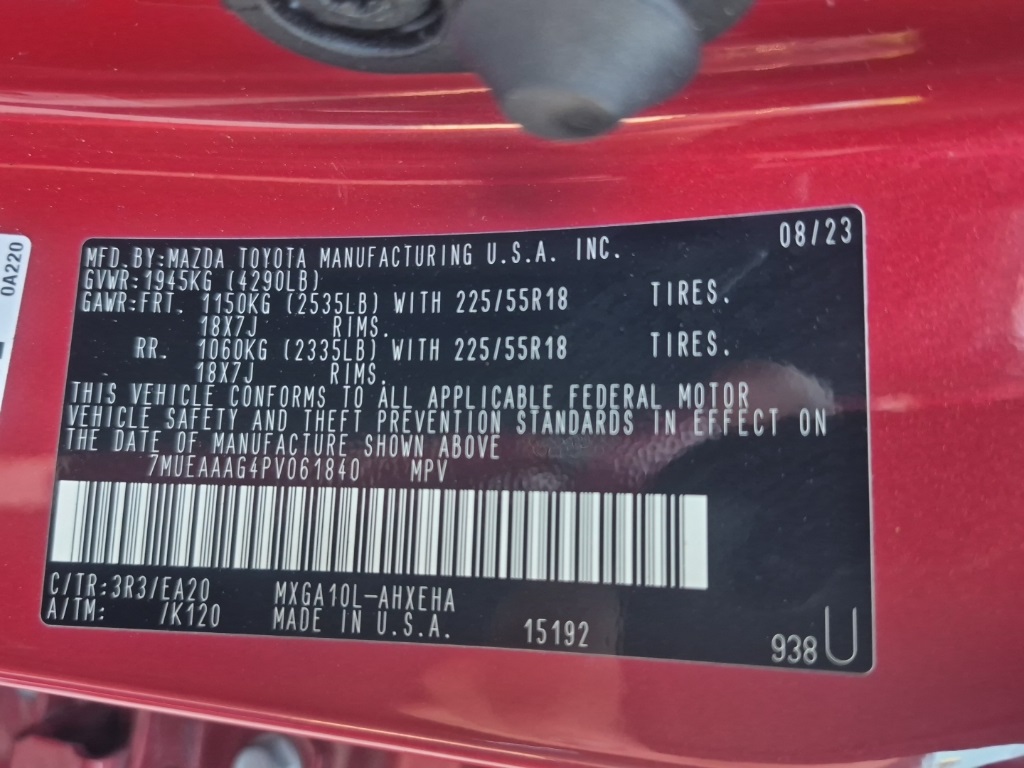 0A220
08/23
MFD.BY:MAZDA TOYOTA MANUFACTURING U.S.A. INC.
GVWR:1945KG (4290LB)
GAWR:FRT. 1150KG (2535LB) WITH 225/55R18 TIRES.
18X7J RIMS.
RR. 1060KG (2335LB) WITH 225/55R18 TIRES.
18X7J RIMS.
THIS VEHICLE CONFORMS TO ALL APPLICABLE FEDERAL MOTOR
VEHICLE SAFETY AND THEFT PREVENTION STANDARDS IN EFFECT ON
THE DATE OF MANUFACTURE SHOWN ABOVE
7MUEAAAG4PV061840 MPV
C/TR:3R3/EA20 MXGA10L-AHXEHA
A/TM: /K120 MADE IN U.S.A. 15192
938 U